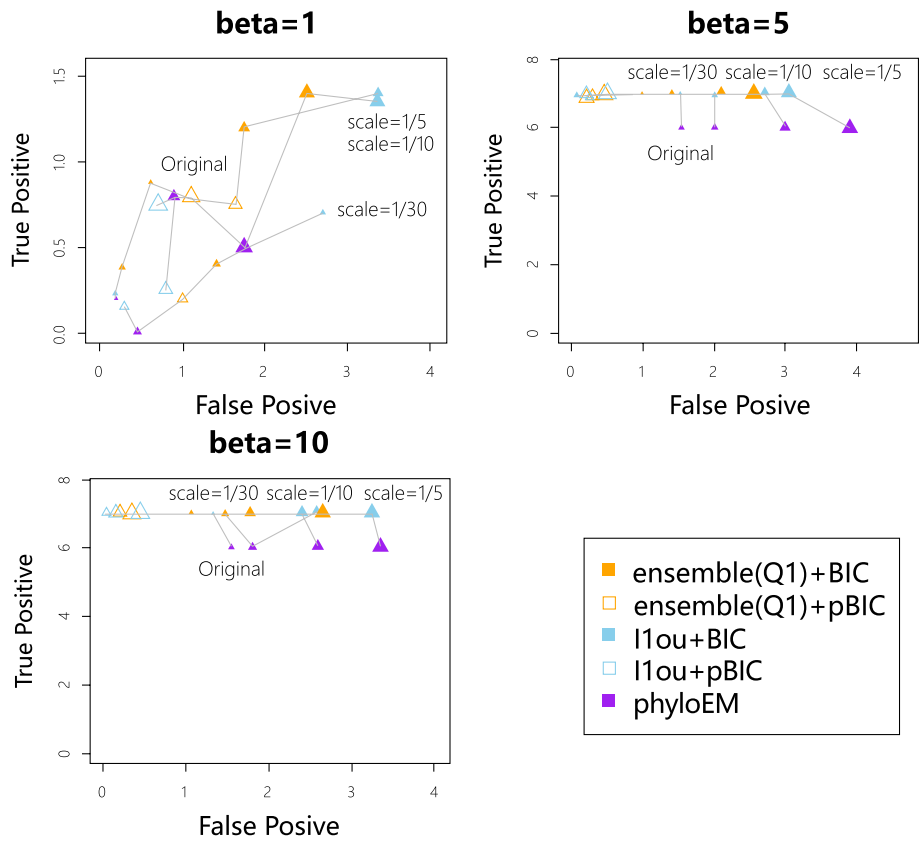 beta=1
1.5
1.0
0.5
0.0
True Positive
Original
scale=1/5
scale=1/10
scale=1/30
0 1 2 3 4
False Posive
beta=5
8
6
4
2
0
True Positive
scale=1/30 scale=1/10 scale=1/5
Original
0 1 2 3 4
False Posive
beta=10
8
6
4
2
0
True Positive
scale=1/30 scale=1/10 scale=1/5
Original
0 1 2 3 4
False Posive
ensemble(Q1)+BIC
ensemble(Q1)+pBIC
l1ou+BIC
l1ou+pBIC
phyloEM